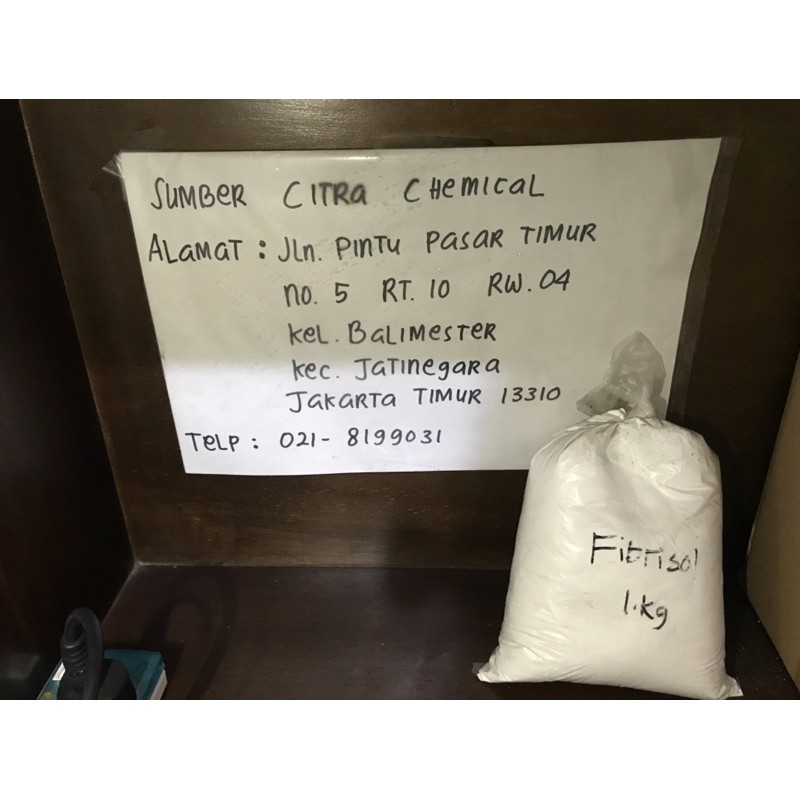 SUMBER CITRA CHEMICAL
ALAMAT : JLn. PINTU PASAR TIMUR
no. 5 RT. 10 RW. 04
KEL. BALIMESTER
Kec. JATINEGARA
JAKARTA TIMUR 13310
TELP : 021- 8199031
Fibrisol
1.kg